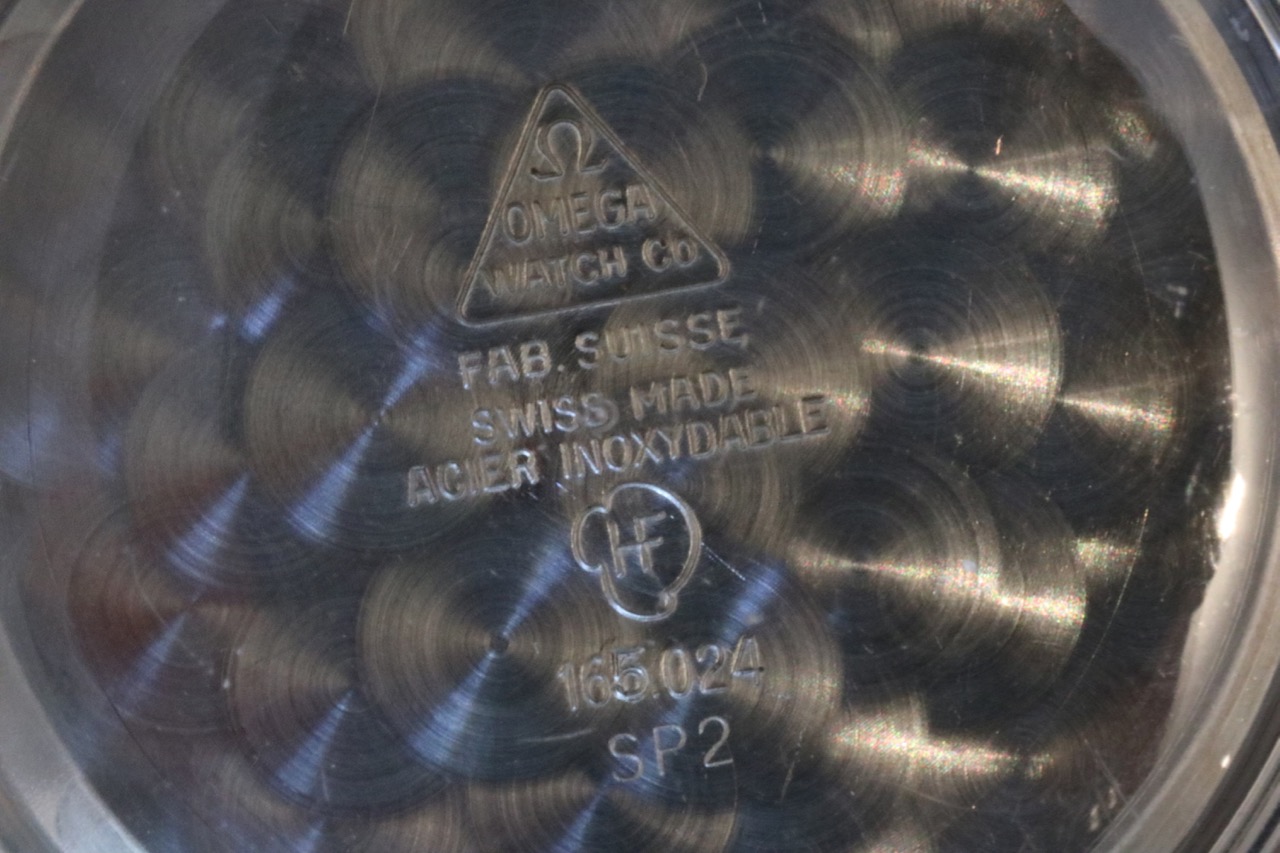 Ω
OMEGA
WATCH Co
FAB. SUISSE
SWISS MADE
ACIER INOXYDABLE
HF
165.024
SP2